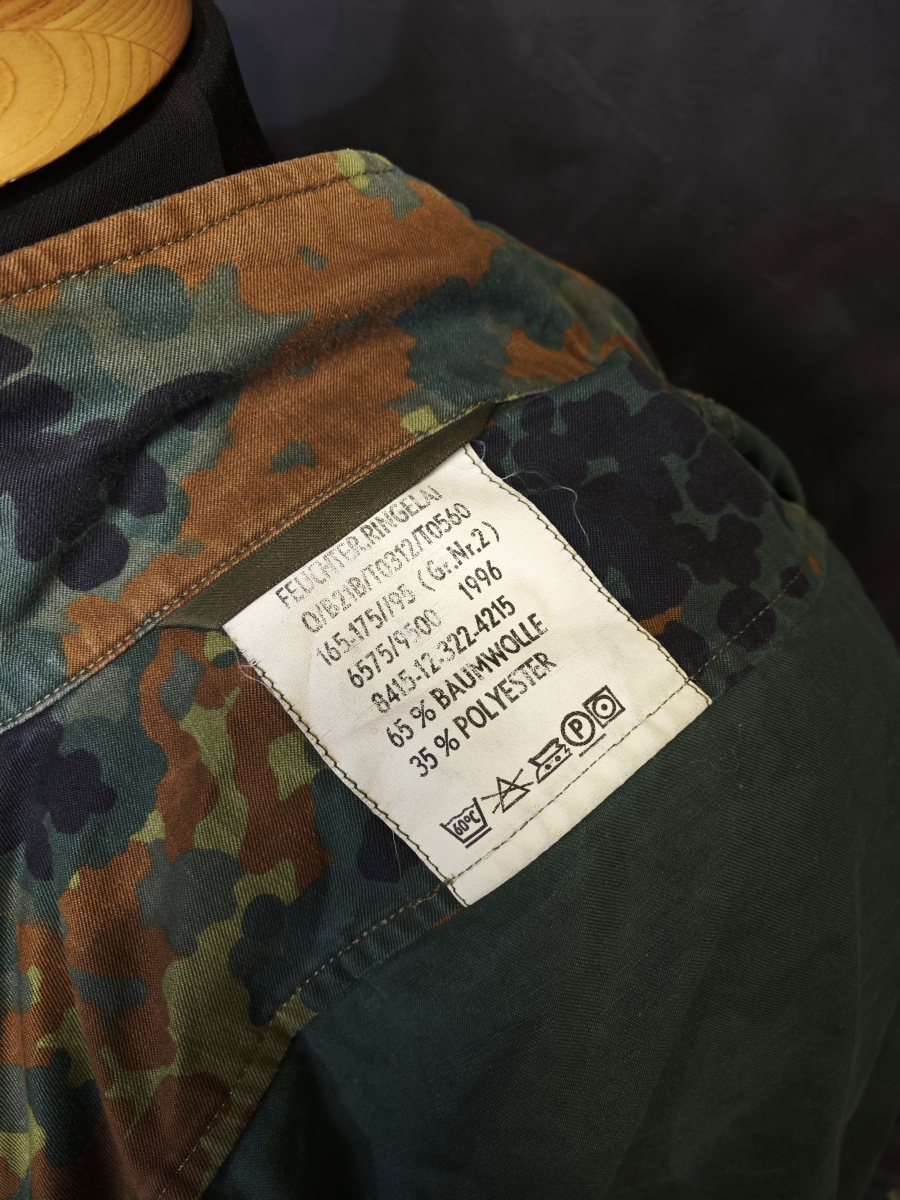 FEUCHTER,RINGELAI
Q/B21B/T0312/T0560
165-175//95 (Gr.Nr.2)
6575/9500 1996
8415-12-322-4215
65 % BAUMWOLLE
35 % POLYESTER
60°C P